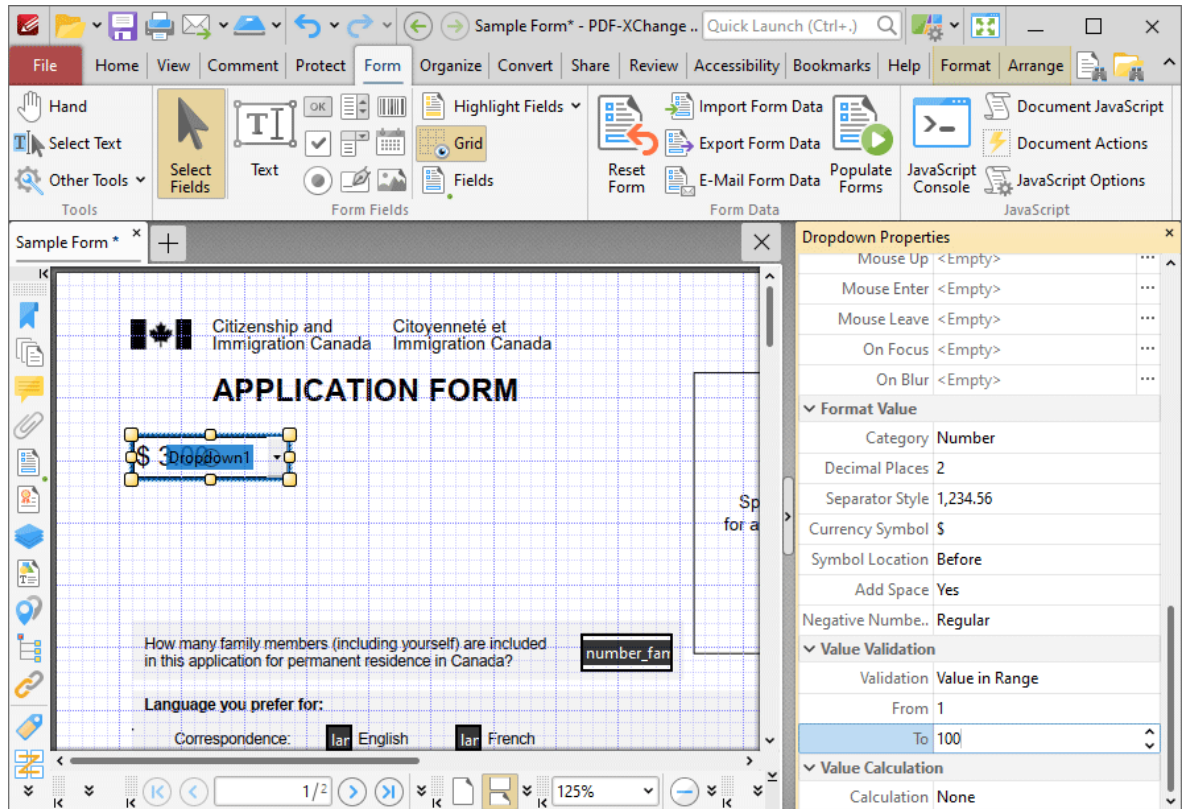 Sample Form* - PDF-XChange ..
Quick Launch (Ctrl+.)
File Home View Comment Protect Form Organize Convert Share Review Accessibility Bookmarks Help Format Arrange
Hand
Select Text
Other Tools
Tools
Select Fields
Text
OK
Highlight Fields
Grid
Fields
Form Fields
Reset Form
Import Form Data
Export Form Data
E-Mail Form Data
Populate Forms
Form Data
JavaScript Console
Document JavaScript
Document Actions
JavaScript Options
JavaScript
Sample Form *
Citizenship and Immigration Canada
Citoyenneté et Immigration Canada
APPLICATION FORM
$ 3.00
Dropdown1
Sp
for a
How many family members (including yourself) are included
in this application for permanent residence in Canada?
number_fam
Language you prefer for:
Correspondence: lar English lar French
1/2
125%
Dropdown Properties
Mouse Up <Empty>
Mouse Enter <Empty>
Mouse Leave <Empty>
On Focus <Empty>
On Blur <Empty>
Format Value
Category Number
Decimal Places 2
Separator Style 1,234.56
Currency Symbol $
Symbol Location Before
Add Space Yes
Negative Numbe.. Regular
Value Validation
Validation Value in Range
From 1
To 100
Value Calculation
Calculation None